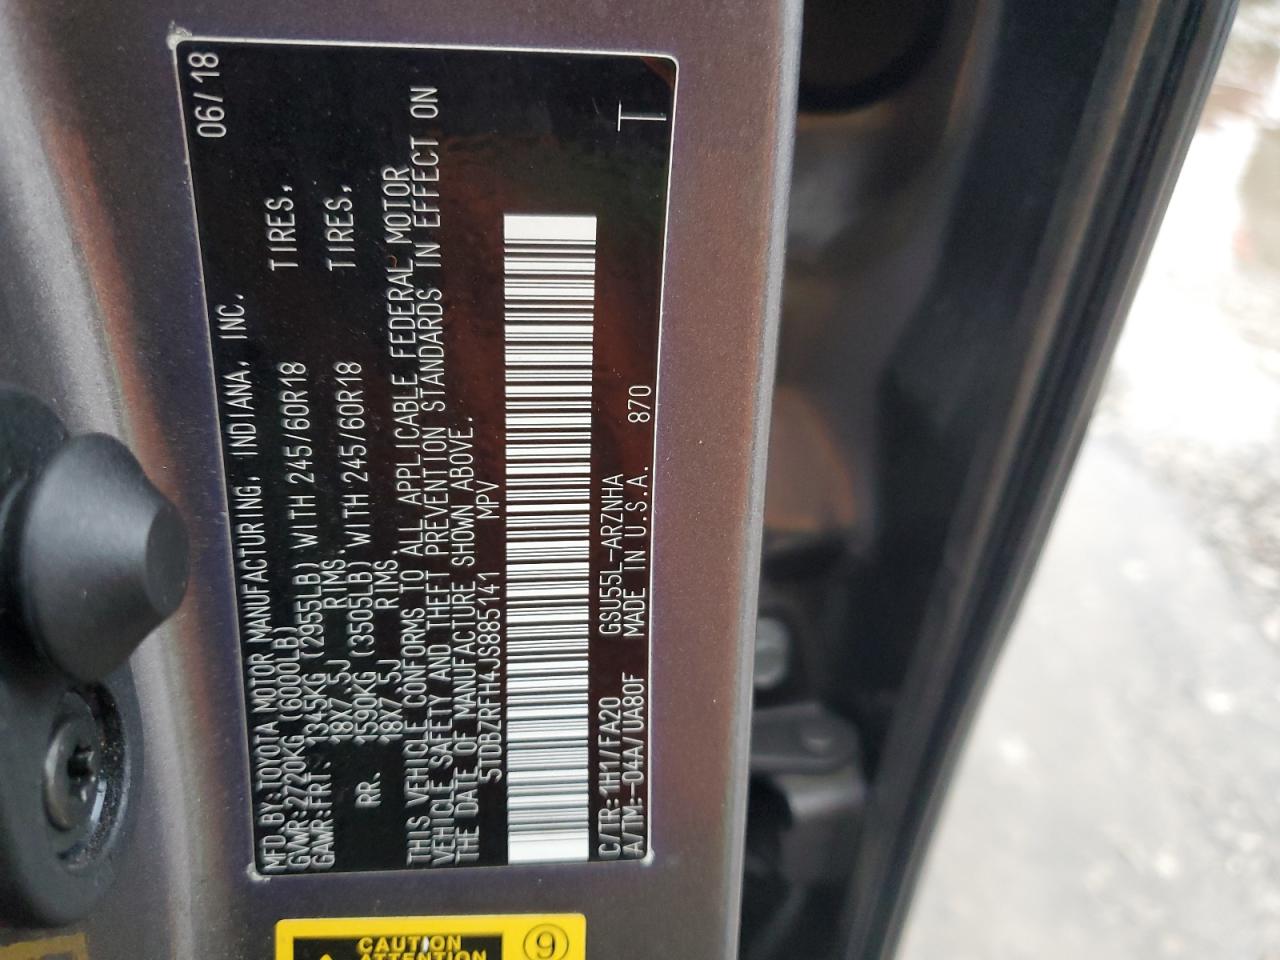 06/18
MFD.BY:TOYOTA MOTOR MANUFACTURING, INDIANA, INC.
GVWR:2720KG (6000LB)
GAWR:FRT. 1345KG (2955LB) WITH 245/60R18 TIRES,
18X7.5J RIMS.
RR. 1590KG (3505LB) WITH 245/60R18 TIRES,
18X7.5J RIMS.
THIS VEHICLE CONFORMS TO ALL APPLICABLE FEDERAL MOTOR
VEHICLE SAFETY AND THEFT PREVENTION STANDARDS IN EFFECT ON
THE DATE OF MANUFACTURE SHOWN ABOVE.
5TDBZRFH4JS885141 MPV
C/TR:1H1/FA20 GSU55L-ARZNHA
A/TM:-04A/UA80F MADE IN U.S.A. 870 T
CAUTION
ATTENTION
9